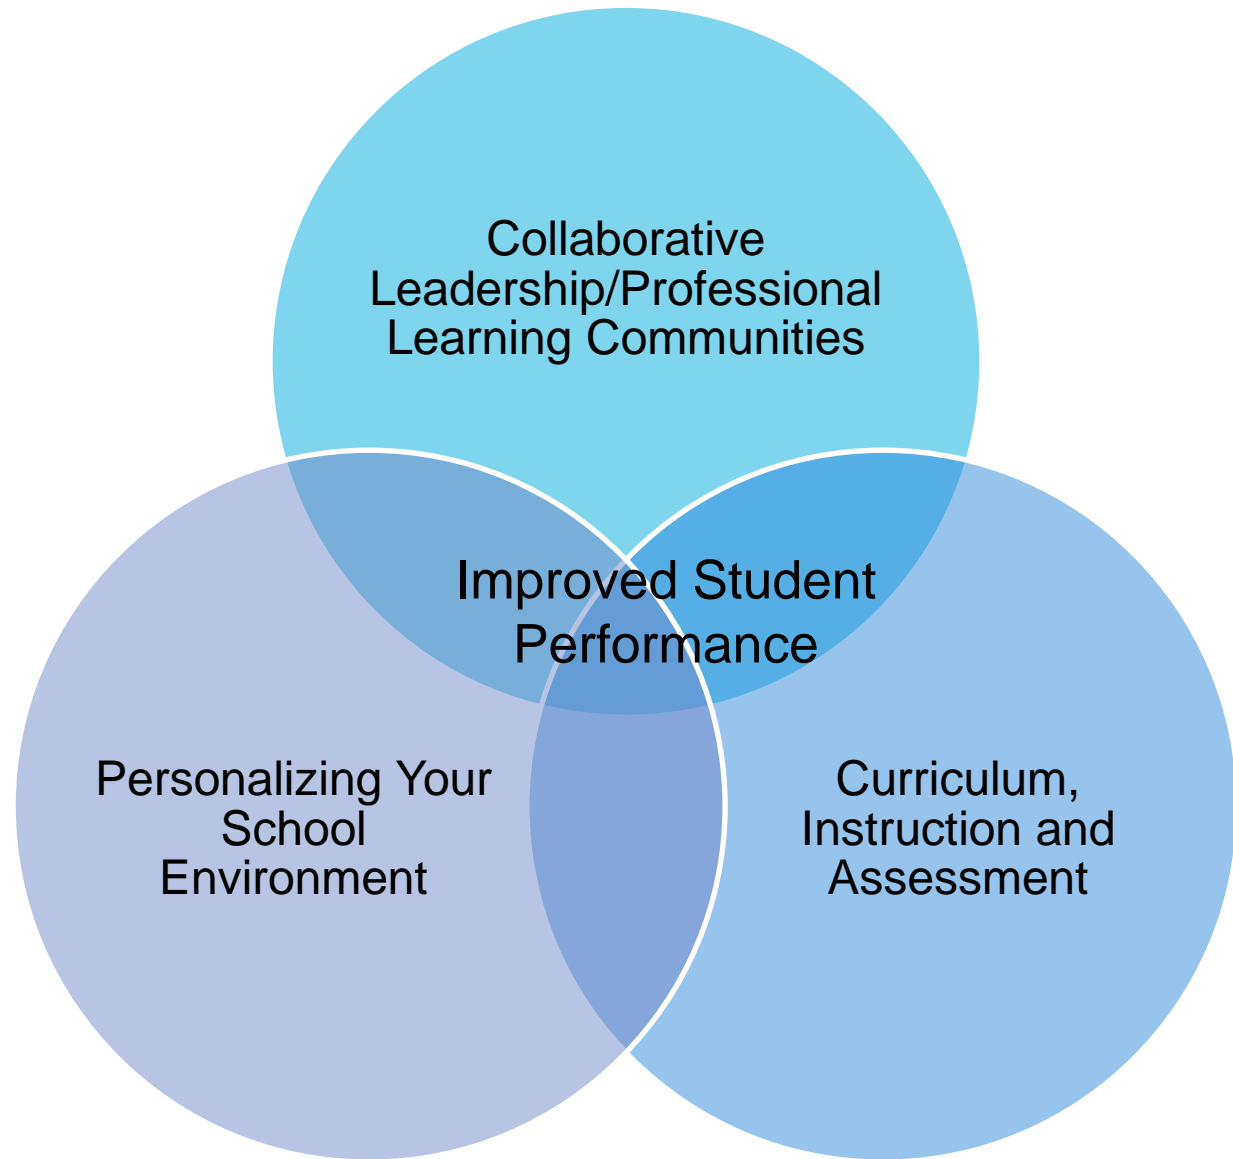 Collaborative
Leadership/Professional
Learning Communities
Improved Student
Performance
Personalizing Your
School
Environment
Curriculum,
Instruction and
Assessment